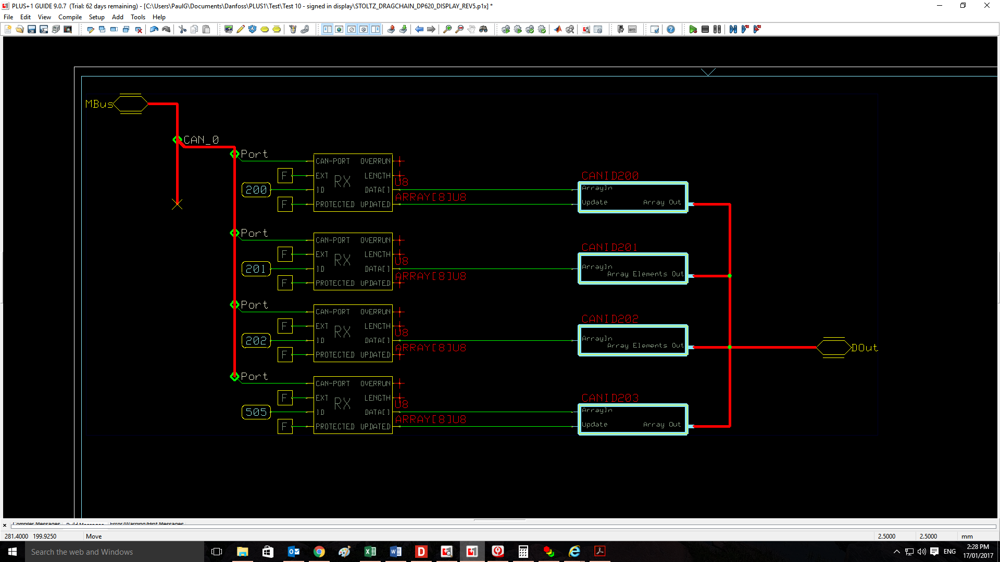 PLUS+1 GUIDE 9.0.7 (Trial: 62 days remaining) - [C:\Users\PaulG\Documents\Danfoss\PLUS1\Test\Test 10 - signed in display\STOLTZ_DRAGCHAIN_DP620_DISPLAY_REV5.p1x] *
File Edit View Compile Setup Add Tools Help
MBus
CAN_0
Port
CAN-PORT OVERRUN
F EXT RX LENGTH
U8
200 ID DATA[]
ARRAY[8]U8
F PROTECTED UPDATED
CANID200
ArrayIn
Update Array Out
Port
CAN-PORT OVERRUN
F EXT RX LENGTH
U8
201 ID DATA[]
ARRAY[8]U8
F PROTECTED UPDATED
CANID201
ArrayIn
Array Elements Out
Port
CAN-PORT OVERRUN
F EXT RX LENGTH
U8
202 ID DATA[]
ARRAY[8]U8
F PROTECTED UPDATED
CANID202
ArrayIn
Array Elements Out
DOut
Port
CAN-PORT OVERRUN
F EXT RX LENGTH
U8
505 ID DATA[]
ARRAY[8]U8
F PROTECTED UPDATED
CANID203
ArrayIn
Update Array Out
Compiler Messages Build Messages Error/Warning/Hint Messages
281.4000 199.9250 Move 2.5000 2.5000 mm
Search the web and Windows
ENG
2:28 PM
17/01/2017